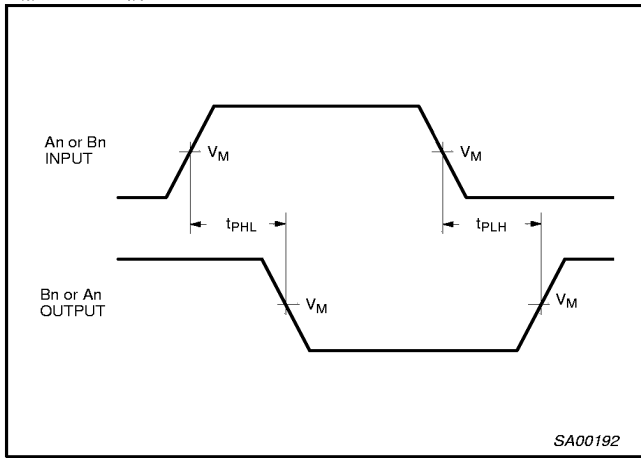 An or Bn
INPUT
VM
VM
tPHL
tPLH
Bn or An
OUTPUT
VM
VM
SA00192